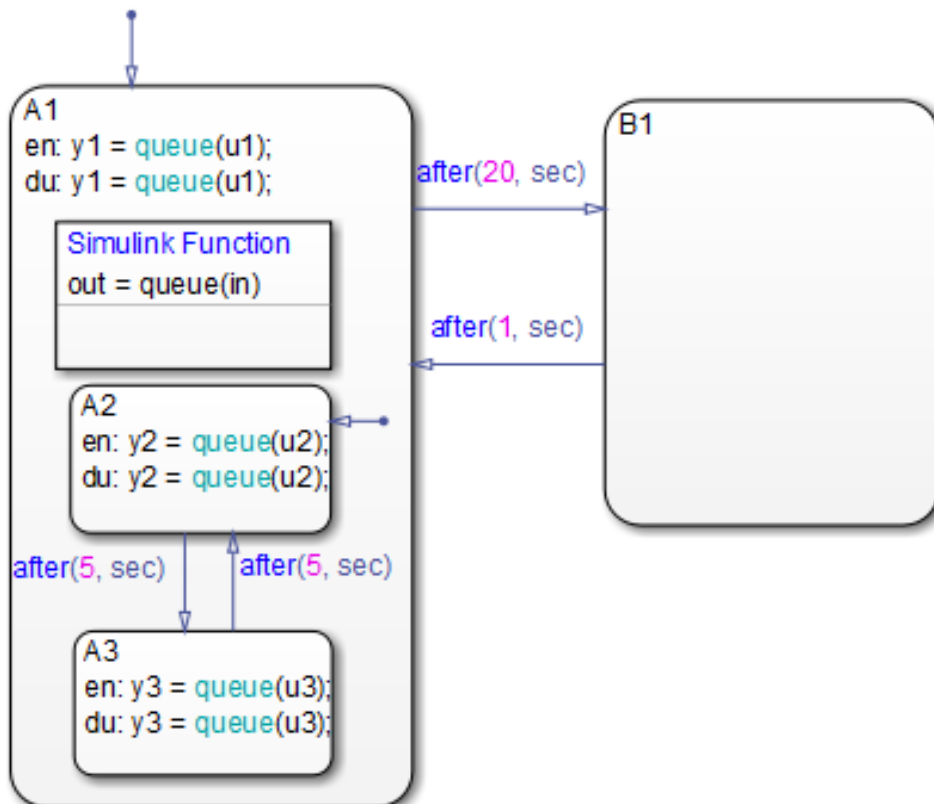 A1
en: y1 = queue(u1);
du: y1 = queue(u1);
Simulink Function
out = queue(in)
A2
en: y2 = queue(u2);
du: y2 = queue(u2);
after(5, sec)
after(5, sec)
A3
en: y3 = queue(u3);
du: y3 = queue(u3);
after(20, sec)
after(1, sec)
B1